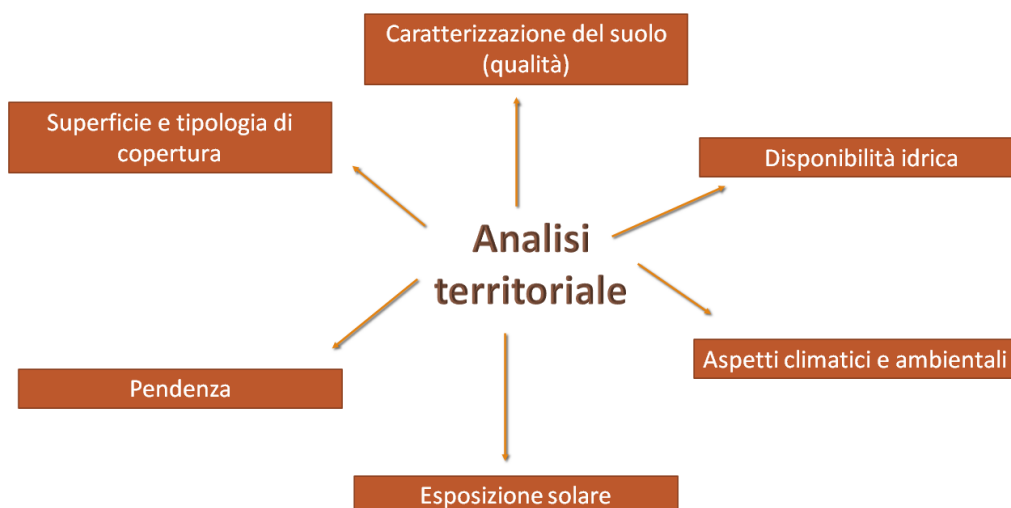 Caratterizzazione del suolo
(qualità)
Superficie e tipologia di
copertura
Disponibilità idrica
Analisi
territoriale
Aspetti climatici e ambientali
Pendenza
Esposizione solare